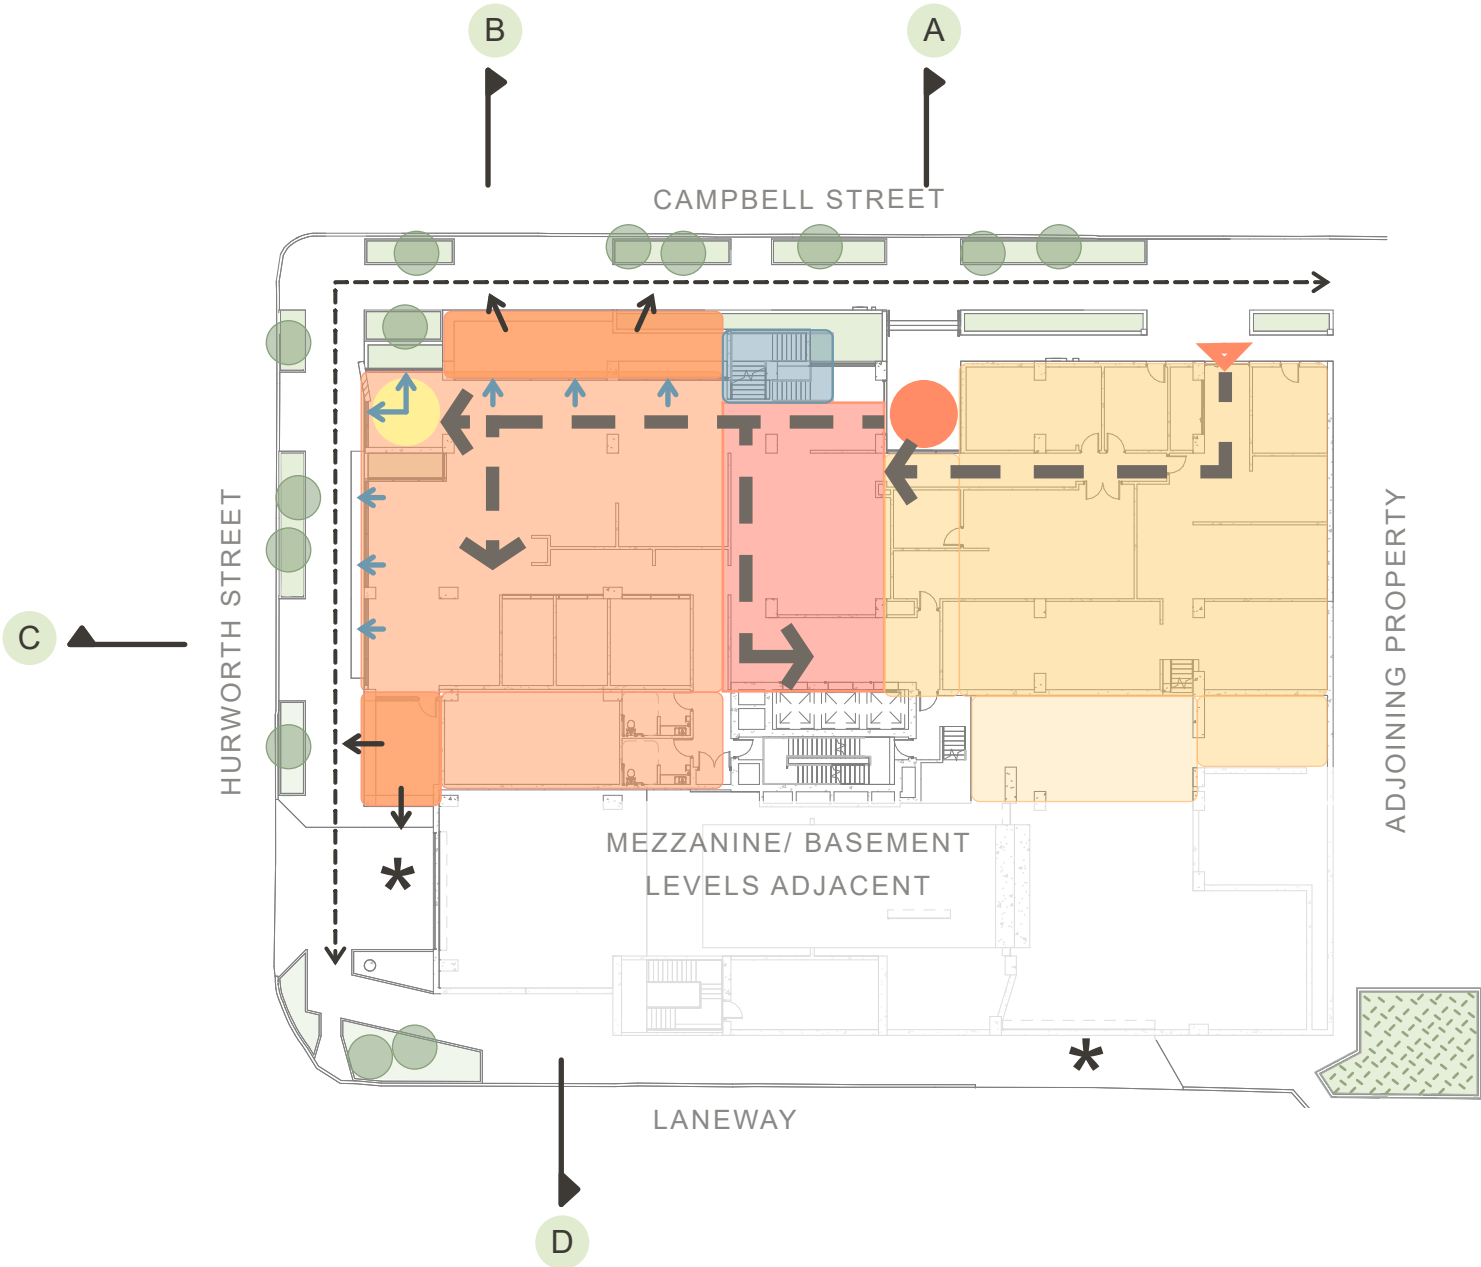 B
A
CAMPBELL STREET
HURWORTH STREET
ADJOINING PROPERTY
C
MEZZANINE/ BASEMENT
LEVELS ADJACENT
*
*
LANEWAY
D